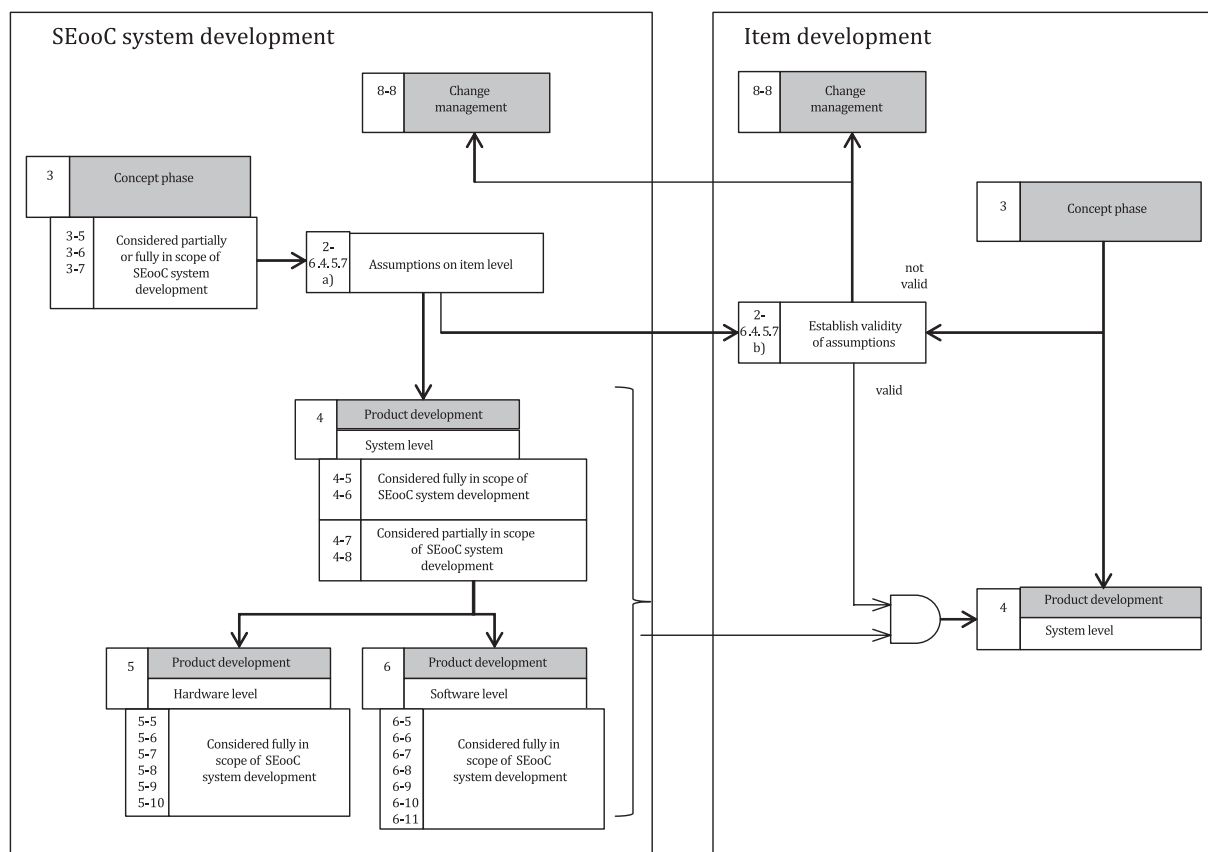 SEooC system development
8-8
Change
management
3
Concept phase
3-5
3-6
3-7
Considered partially
or fully in scope of
SEooC system
development
2-
6.4.5.7
a)
Assumptions on item level
4
Product development
System level
4-5
4-6
Considered fully in scope of
SEooC system development
4-7
4-8
Considered partially in scope
of SEooC system
development
5
Product development
Hardware level
5-5
5-6
5-7
5-8
5-9
5-10
Considered fully in
scope of SEooC
system development
6
Product development
Software level
6-5
6-6
6-7
6-8
6-9
6-10
6-11
Considered fully in
scope of SEooC
system development
Item development
8-8
Change
management
3
Concept phase
not
valid
2-
6.4.5.7
b)
Establish validity
of assumptions
valid
4
Product development
System level